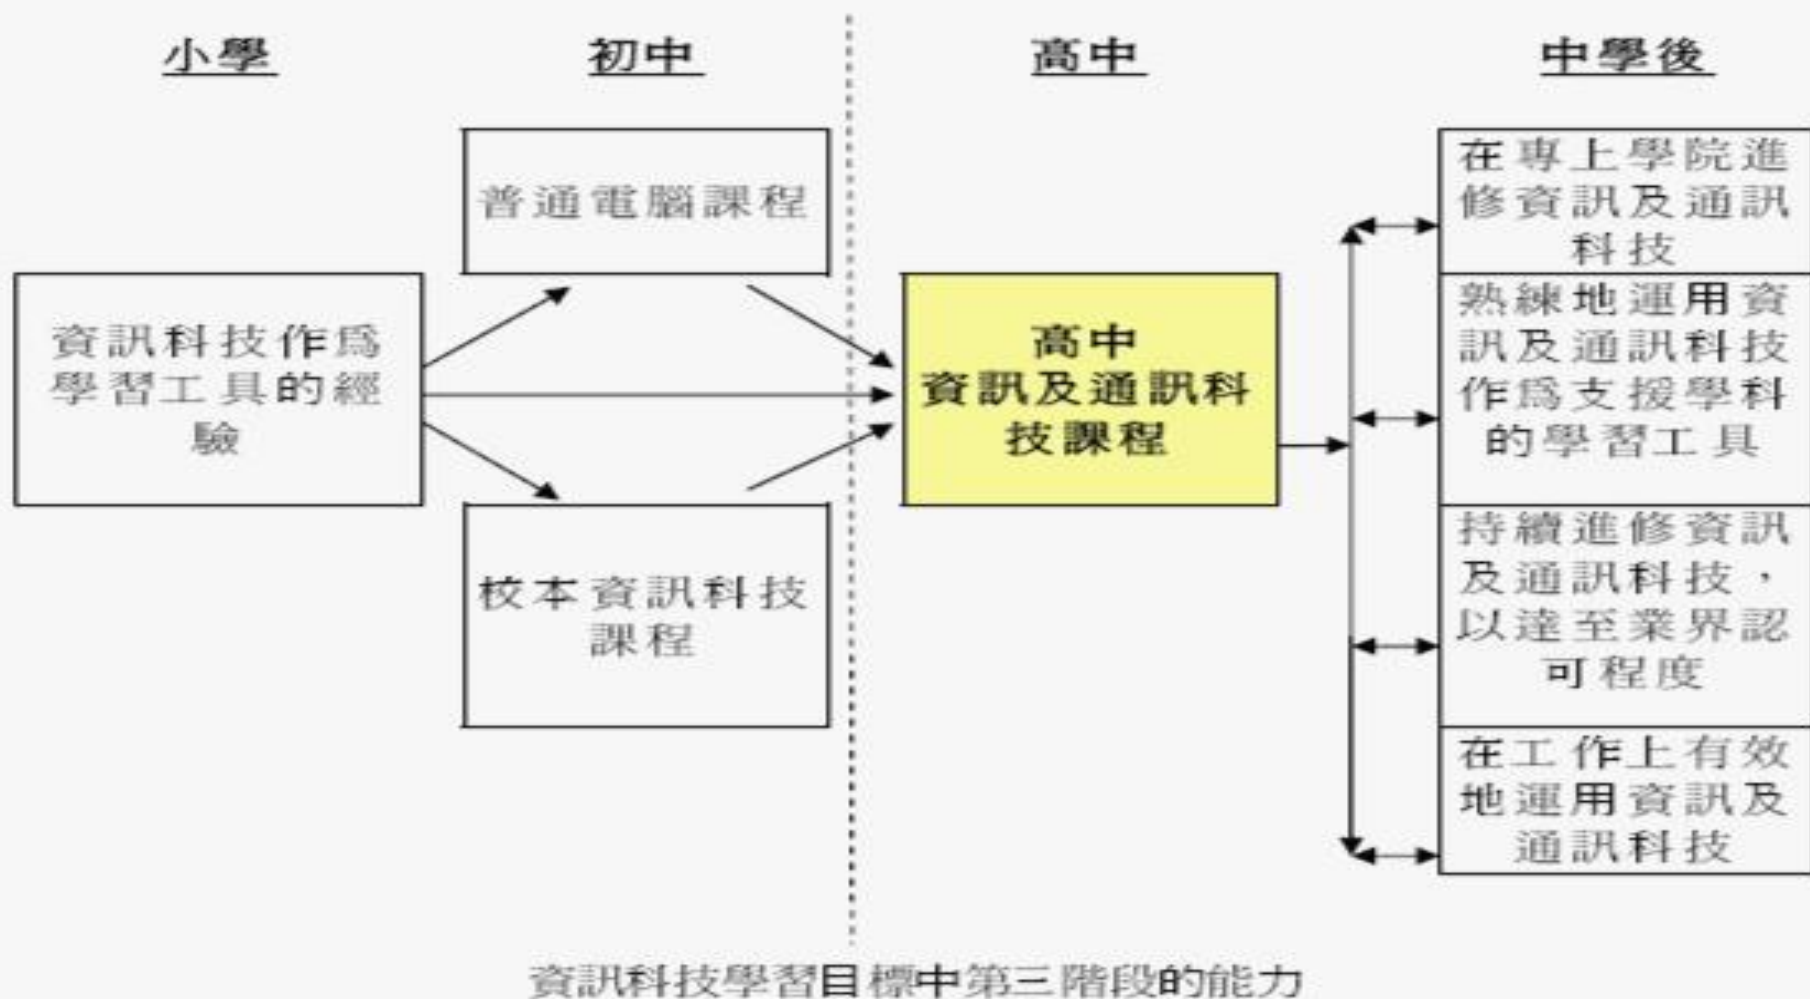 小學
初中
高中
中學後
資訊科技作爲
學習工具的經
驗
普通電腦課程
校本資訊科技
課程
高中
資訊及通訊科
技課程
在專上學院進
修資訊及通訊
科技
熟練地運用資
訊及通訊科技
作爲支援學科
的學習工具
持續進修資訊
及通訊科技，
以達至業界認
可程度
在工作上有效
地運用資訊及
通訊科技
資訊科技學習目標中第三階段的能力